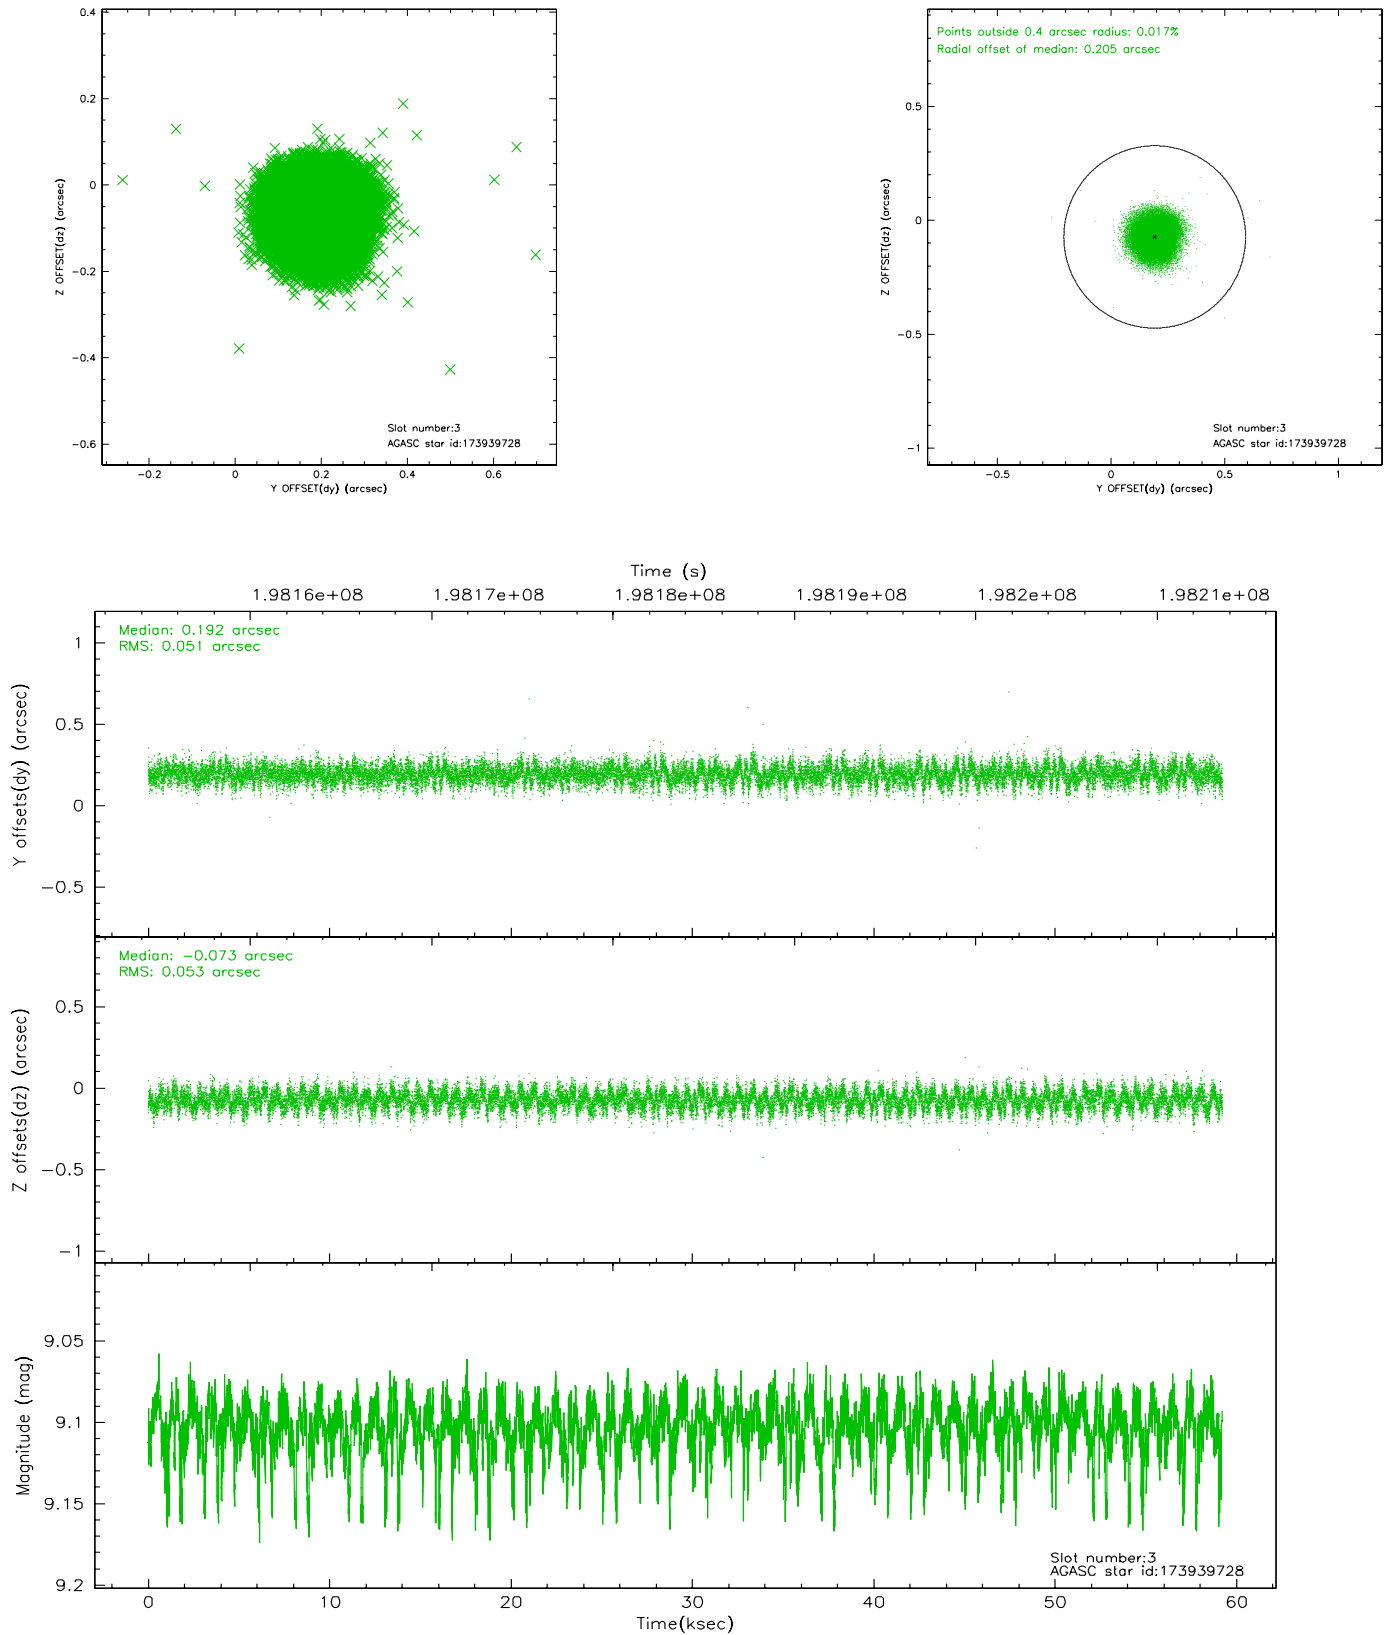 0.4
0.2
0
−0.2
−0.4
−0.6
−0.2
0
0.2
0.4
0.6
Z OFFSET(dz) (arcsec)
Y OFFSET(dy) (arcsec)
Slot number:3
AGASC star id:173939728
Points outside 0.4 arcsec radius: 0.017%
Radial offset of median: 0.205 arcsec
0.5
0
−0.5
−1
−0.5
0
0.5
1
Z OFFSET(dz) (arcsec)
Y OFFSET(dy) (arcsec)
Slot number:3
AGASC star id:173939728
Time (s)
1.9816e+08
1.9817e+08
1.9818e+08
1.9819e+08
1.982e+08
1.9821e+08
Median: 0.192 arcsec
RMS: 0.051 arcsec
1
0.5
0
−0.5
Y offsets(dy) (arcsec)
Median: −0.073 arcsec
RMS: 0.053 arcsec
0.5
0
−0.5
−1
Z offsets(dz) (arcsec)
9.05
9.1
9.15
9.2
Magnitude (mag)
Slot number:3
AGASC star id:173939728
0
10
20
30
40
50
60
Time(ksec)